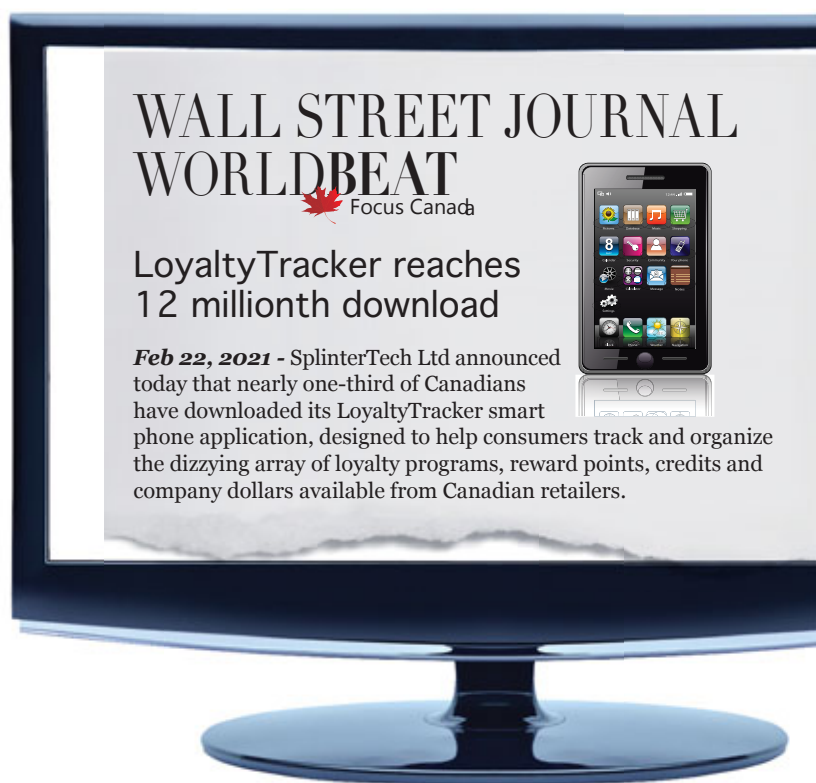 WALL STREET JOURNAL
WORLDBEAT
Focus Canada
LoyaltyTracker reaches
12 millionth download
Feb 22, 2021 - SplinterTech Ltd announced
today that nearly one-third of Canadians
have downloaded its LoyaltyTracker smart
phone application, designed to help consumers track and organize
the dizzying array of loyalty programs, reward points, credits and
company dollars available from Canadian retailers.
8